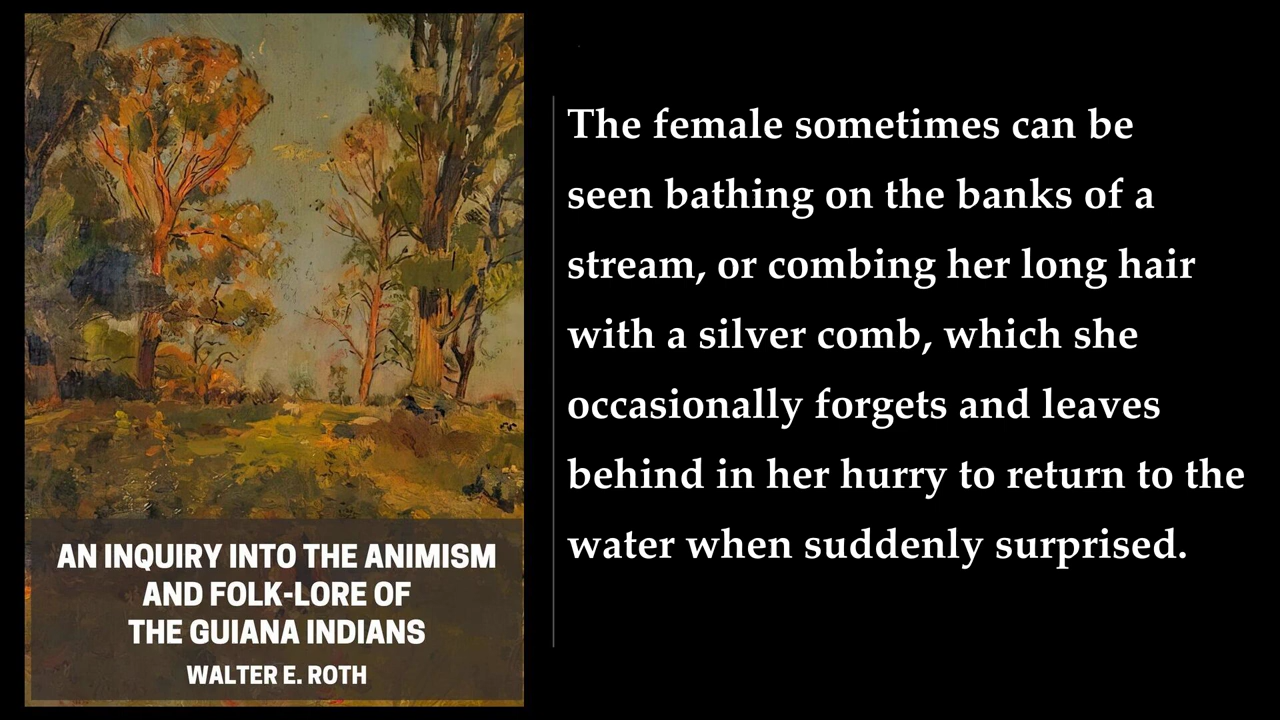 The female sometimes can be
seen bathing on the banks of a
stream, or combing her long hair
with a silver comb, which she
occasionally forgets and leaves
behind in her hurry to return to the
water when suddenly surprised.
AN INQUIRY INTO THE ANIMISM
AND FOLK-LORE OF
THE GUIANA INDIANS
WALTER E. ROTH